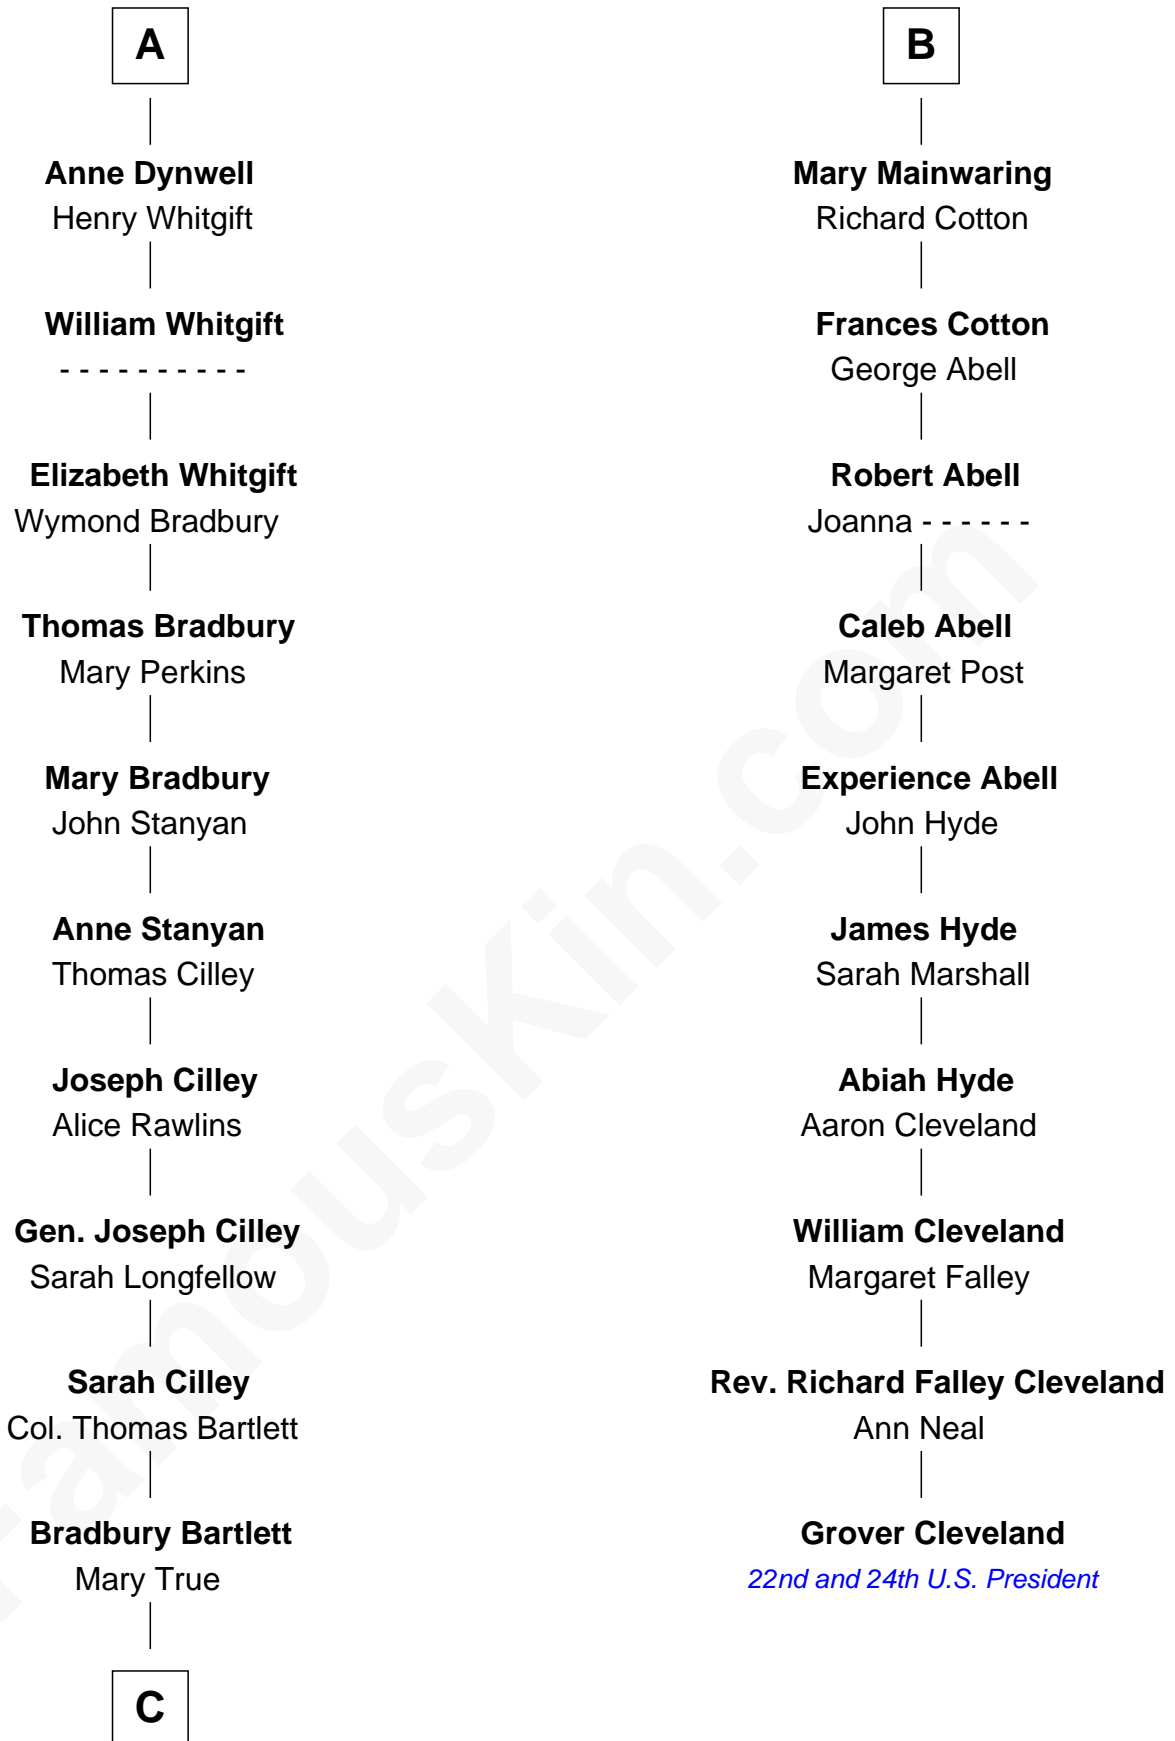 A
Anne Dynwell
Henry Whitgift
William Whitgift
- - - - - - - - - -
Elizabeth Whitgift
Wymond Bradbury
Thomas Bradbury
Mary Perkins
Mary Bradbury
John Stanyan
Anne Stanyan
Thomas Cilley
Joseph Cilley
Alice Rawlins
Gen. Joseph Cilley
Sarah Longfellow
Sarah Cilley
Col. Thomas Bartlett
Bradbury Bartlett
Mary True
C
B
Mary Mainwaring
Richard Cotton
Frances Cotton
George Abell
Robert Abell
Joanna - - - - - -
Caleb Abell
Margaret Post
Experience Abell
John Hyde
James Hyde
Sarah Marshall
Abiah Hyde
Aaron Cleveland
William Cleveland
Margaret Falley
Rev. Richard Falley Cleveland
Ann Neal
Grover Cleveland
22nd and 24th U.S. President
FamousKin.com